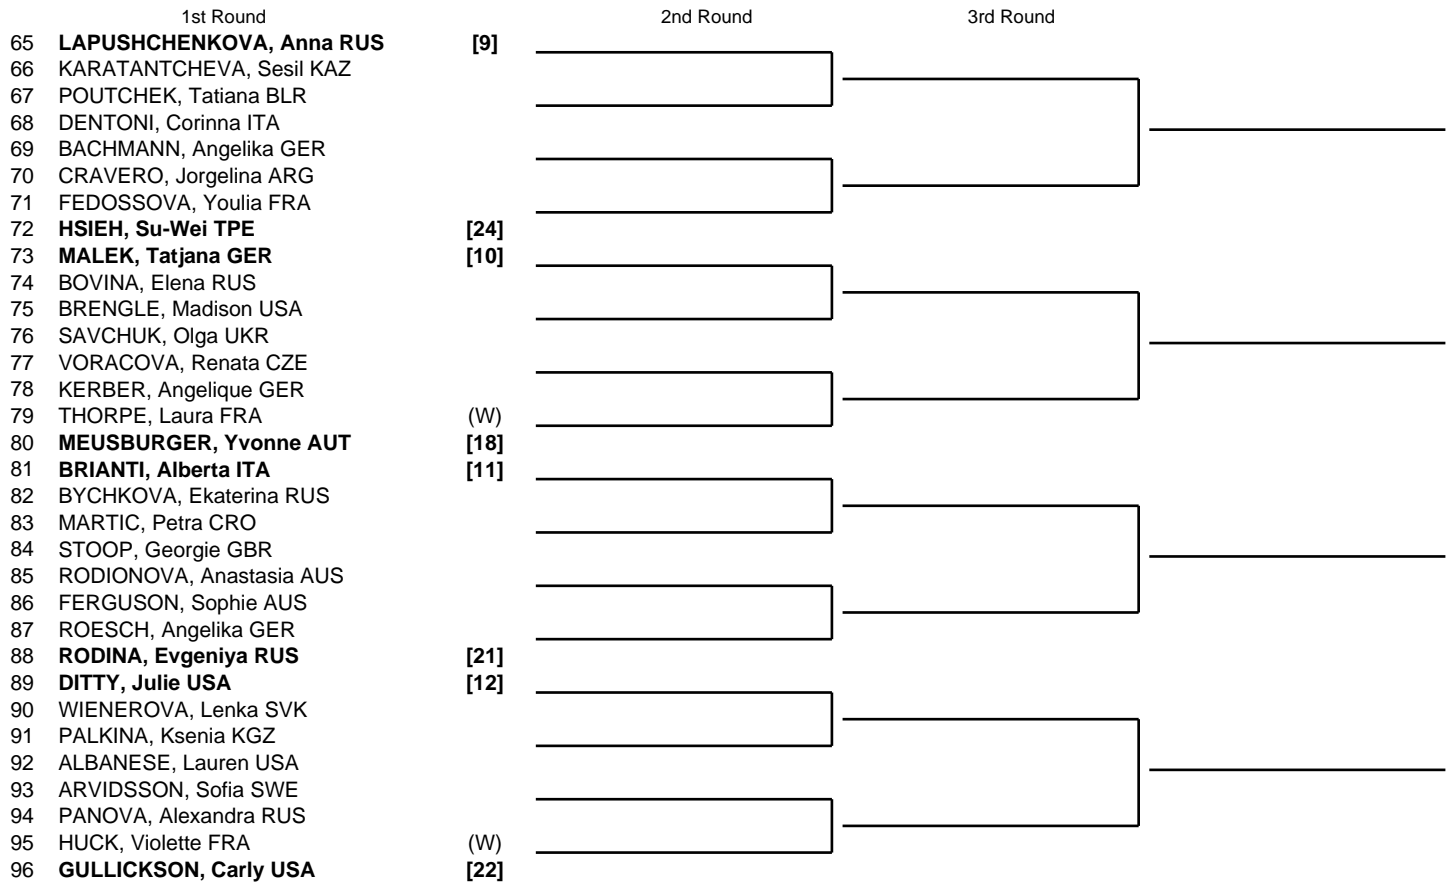 1st Round 2nd Round 3rd Round
65 LAPUSHCHENKOVA, Anna RUS [9]
66 KARATANTCHEVA, Sesil KAZ
67 POUTCHEK, Tatiana BLR
68 DENTONI, Corinna ITA
69 BACHMANN, Angelika GER
70 CRAVERO, Jorgelina ARG
71 FEDOSSOVA, Youlia FRA
72 HSIEH, Su-Wei TPE [24]
73 MALEK, Tatjana GER [10]
74 BOVINA, Elena RUS
75 BRENGLE, Madison USA
76 SAVCHUK, Olga UKR
77 VORACOVA, Renata CZE
78 KERBER, Angelique GER
79 THORPE, Laura FRA (W)
80 MEUSBURGER, Yvonne AUT [18]
81 BRIANTI, Alberta ITA [11]
82 BYCHKOVA, Ekaterina RUS
83 MARTIC, Petra CRO
84 STOOP, Georgie GBR
85 RODIONOVA, Anastasia AUS
86 FERGUSON, Sophie AUS
87 ROESCH, Angelika GER
88 RODINA, Evgeniya RUS [21]
89 DITTY, Julie USA [12]
90 WIENEROVA, Lenka SVK
91 PALKINA, Ksenia KGZ
92 ALBANESE, Lauren USA
93 ARVIDSSON, Sofia SWE
94 PANOVA, Alexandra RUS
95 HUCK, Violette FRA (W)
96 GULLICKSON, Carly USA [22]